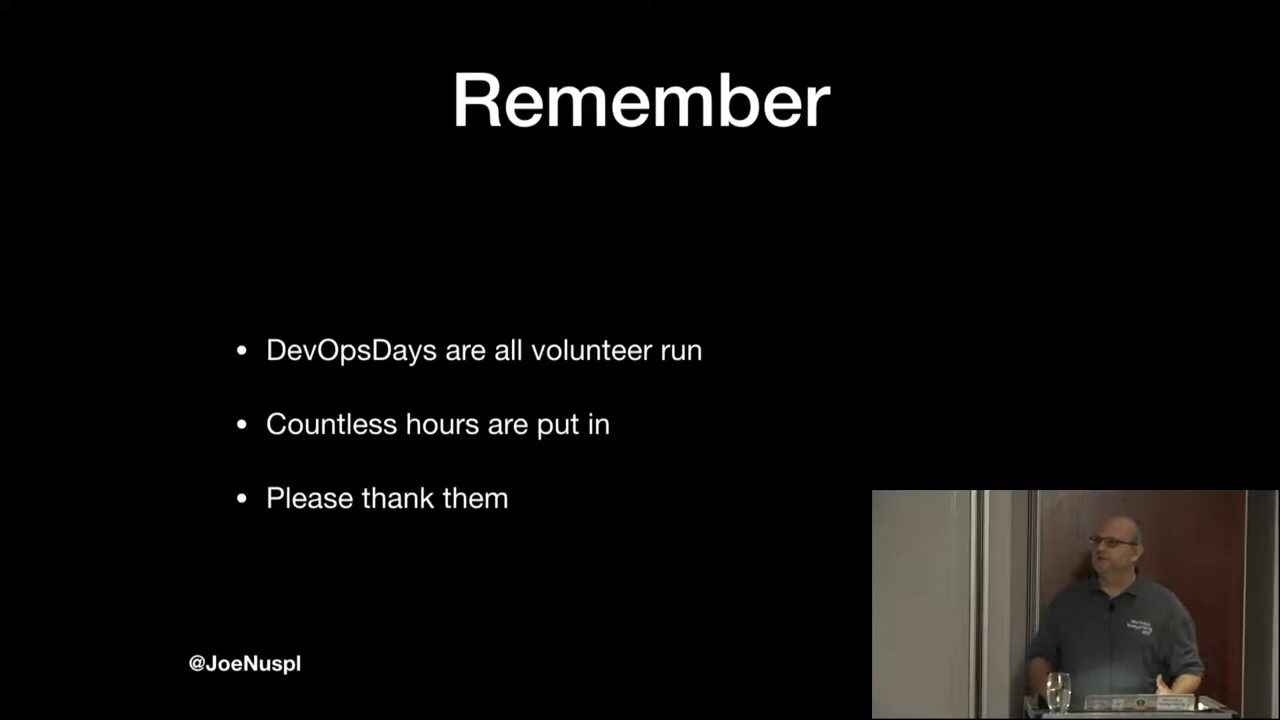 Remember
• DevOpsDays are all volunteer run
• Countless hours are put in
• Please thank them
@JoeNuspl